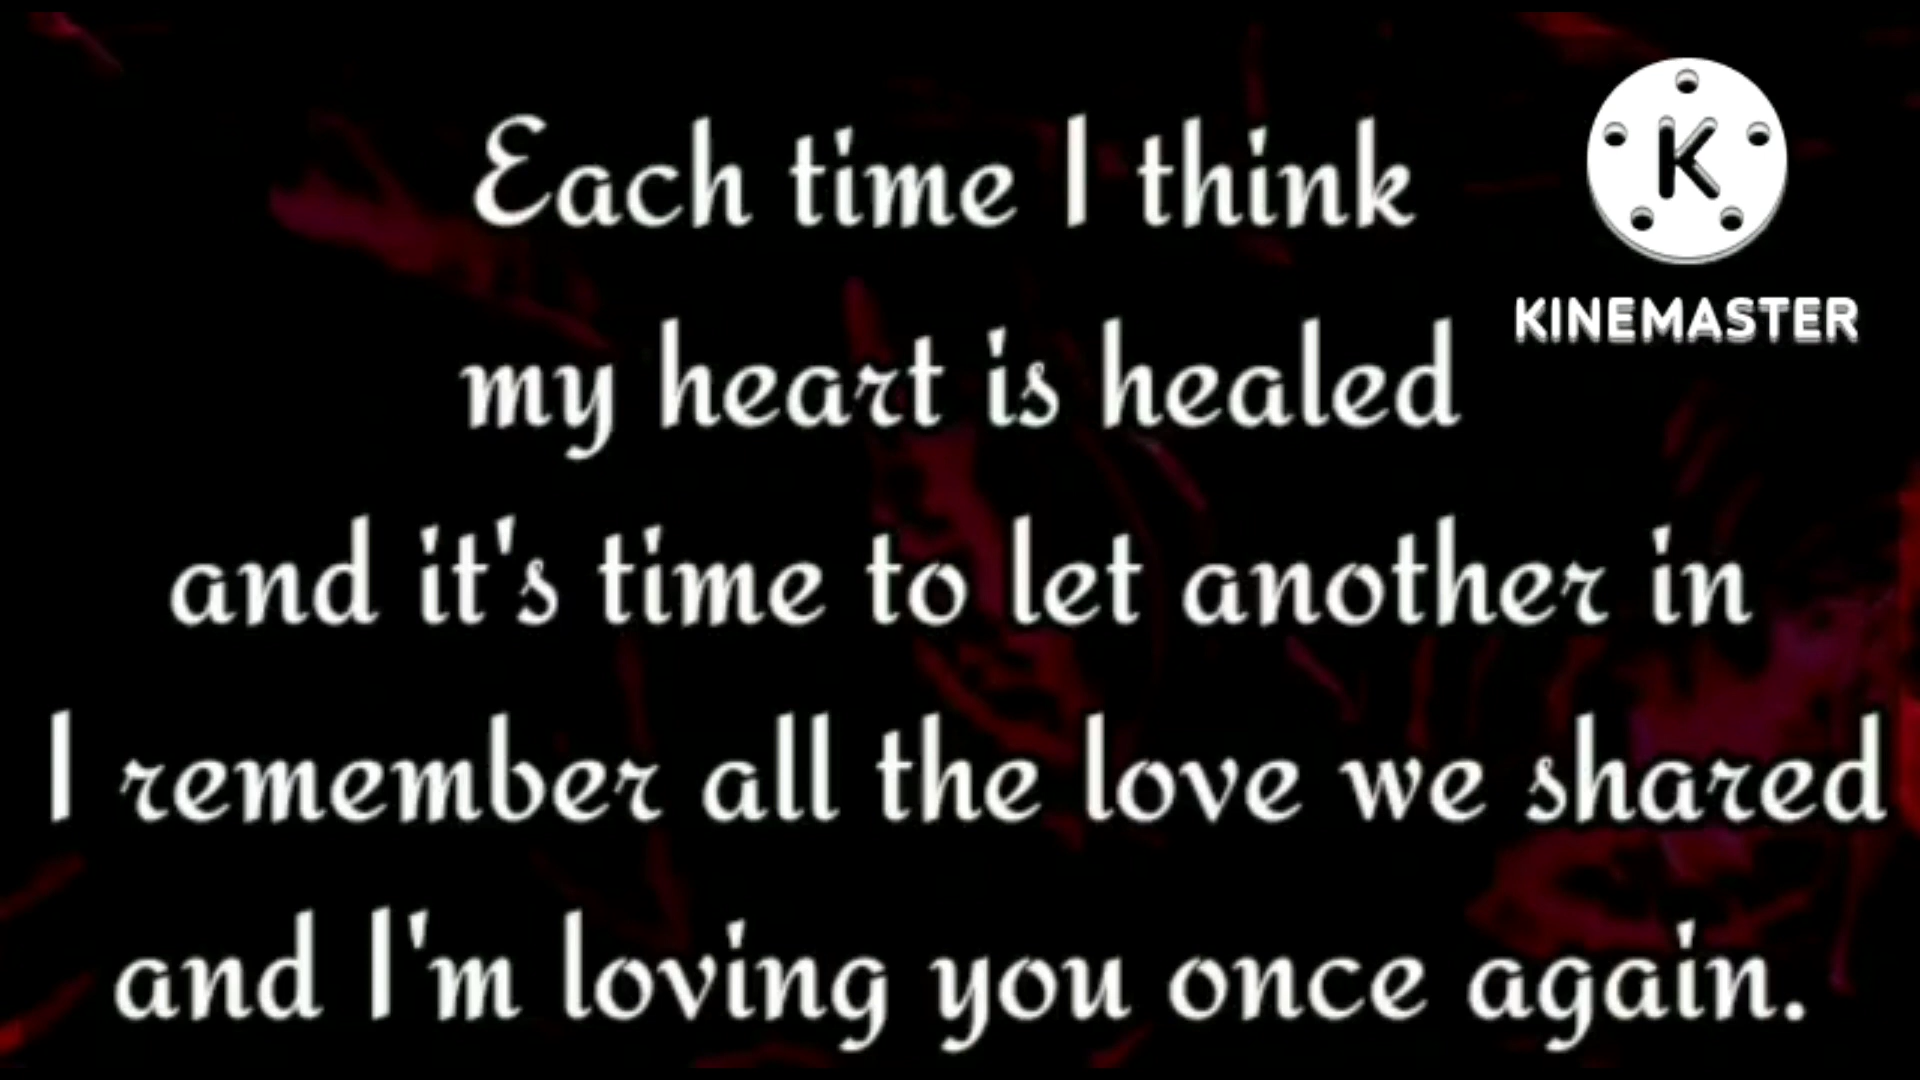 Each time I think
my heart is healed
and it's time to let another in
I remember all the love we shared
and I'm loving you once again.
K
KINEMASTER